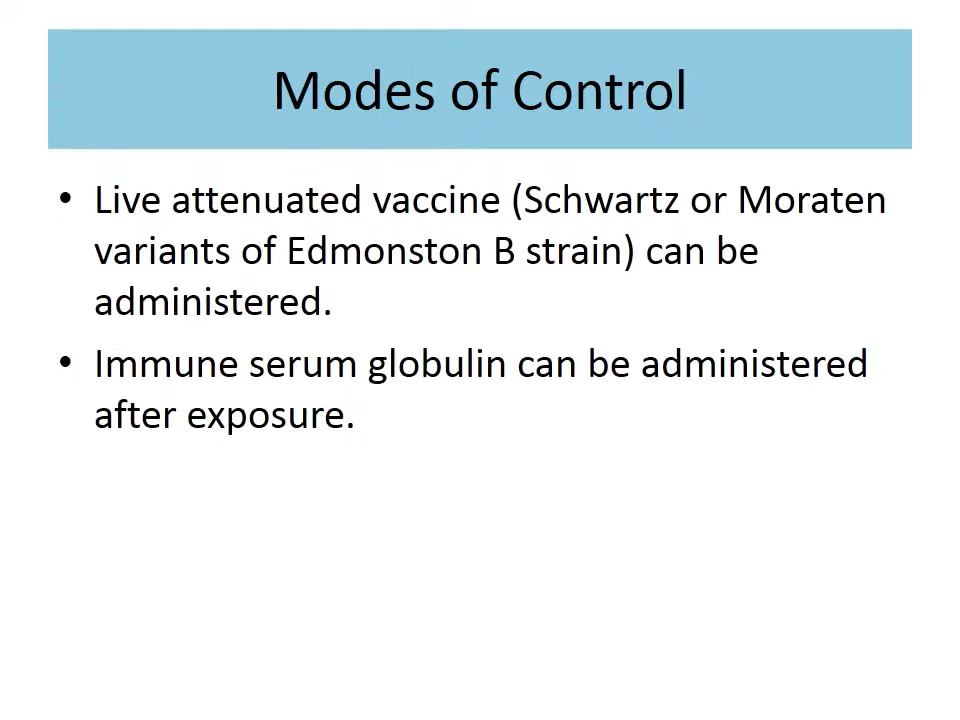 Modes of Control
• Live attenuated vaccine (Schwartz or Moraten
variants of Edmonston B strain) can be
administered.
• Immune serum globulin can be administered
after exposure.